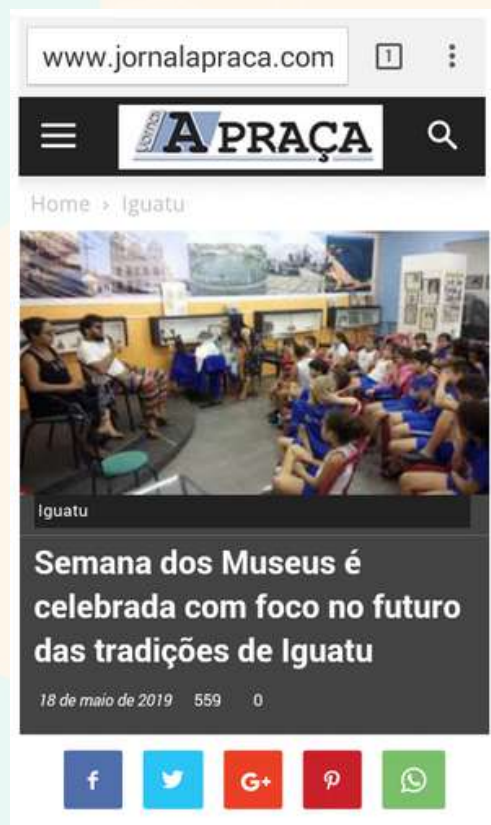 www.jornalapraca.com 1
Jornal A PRAÇA
Home › Iguatu
Iguatu
Semana dos Museus é
celebrada com foco no futuro
das tradições de Iguatu
18 de maio de 2019 559 0
f G+